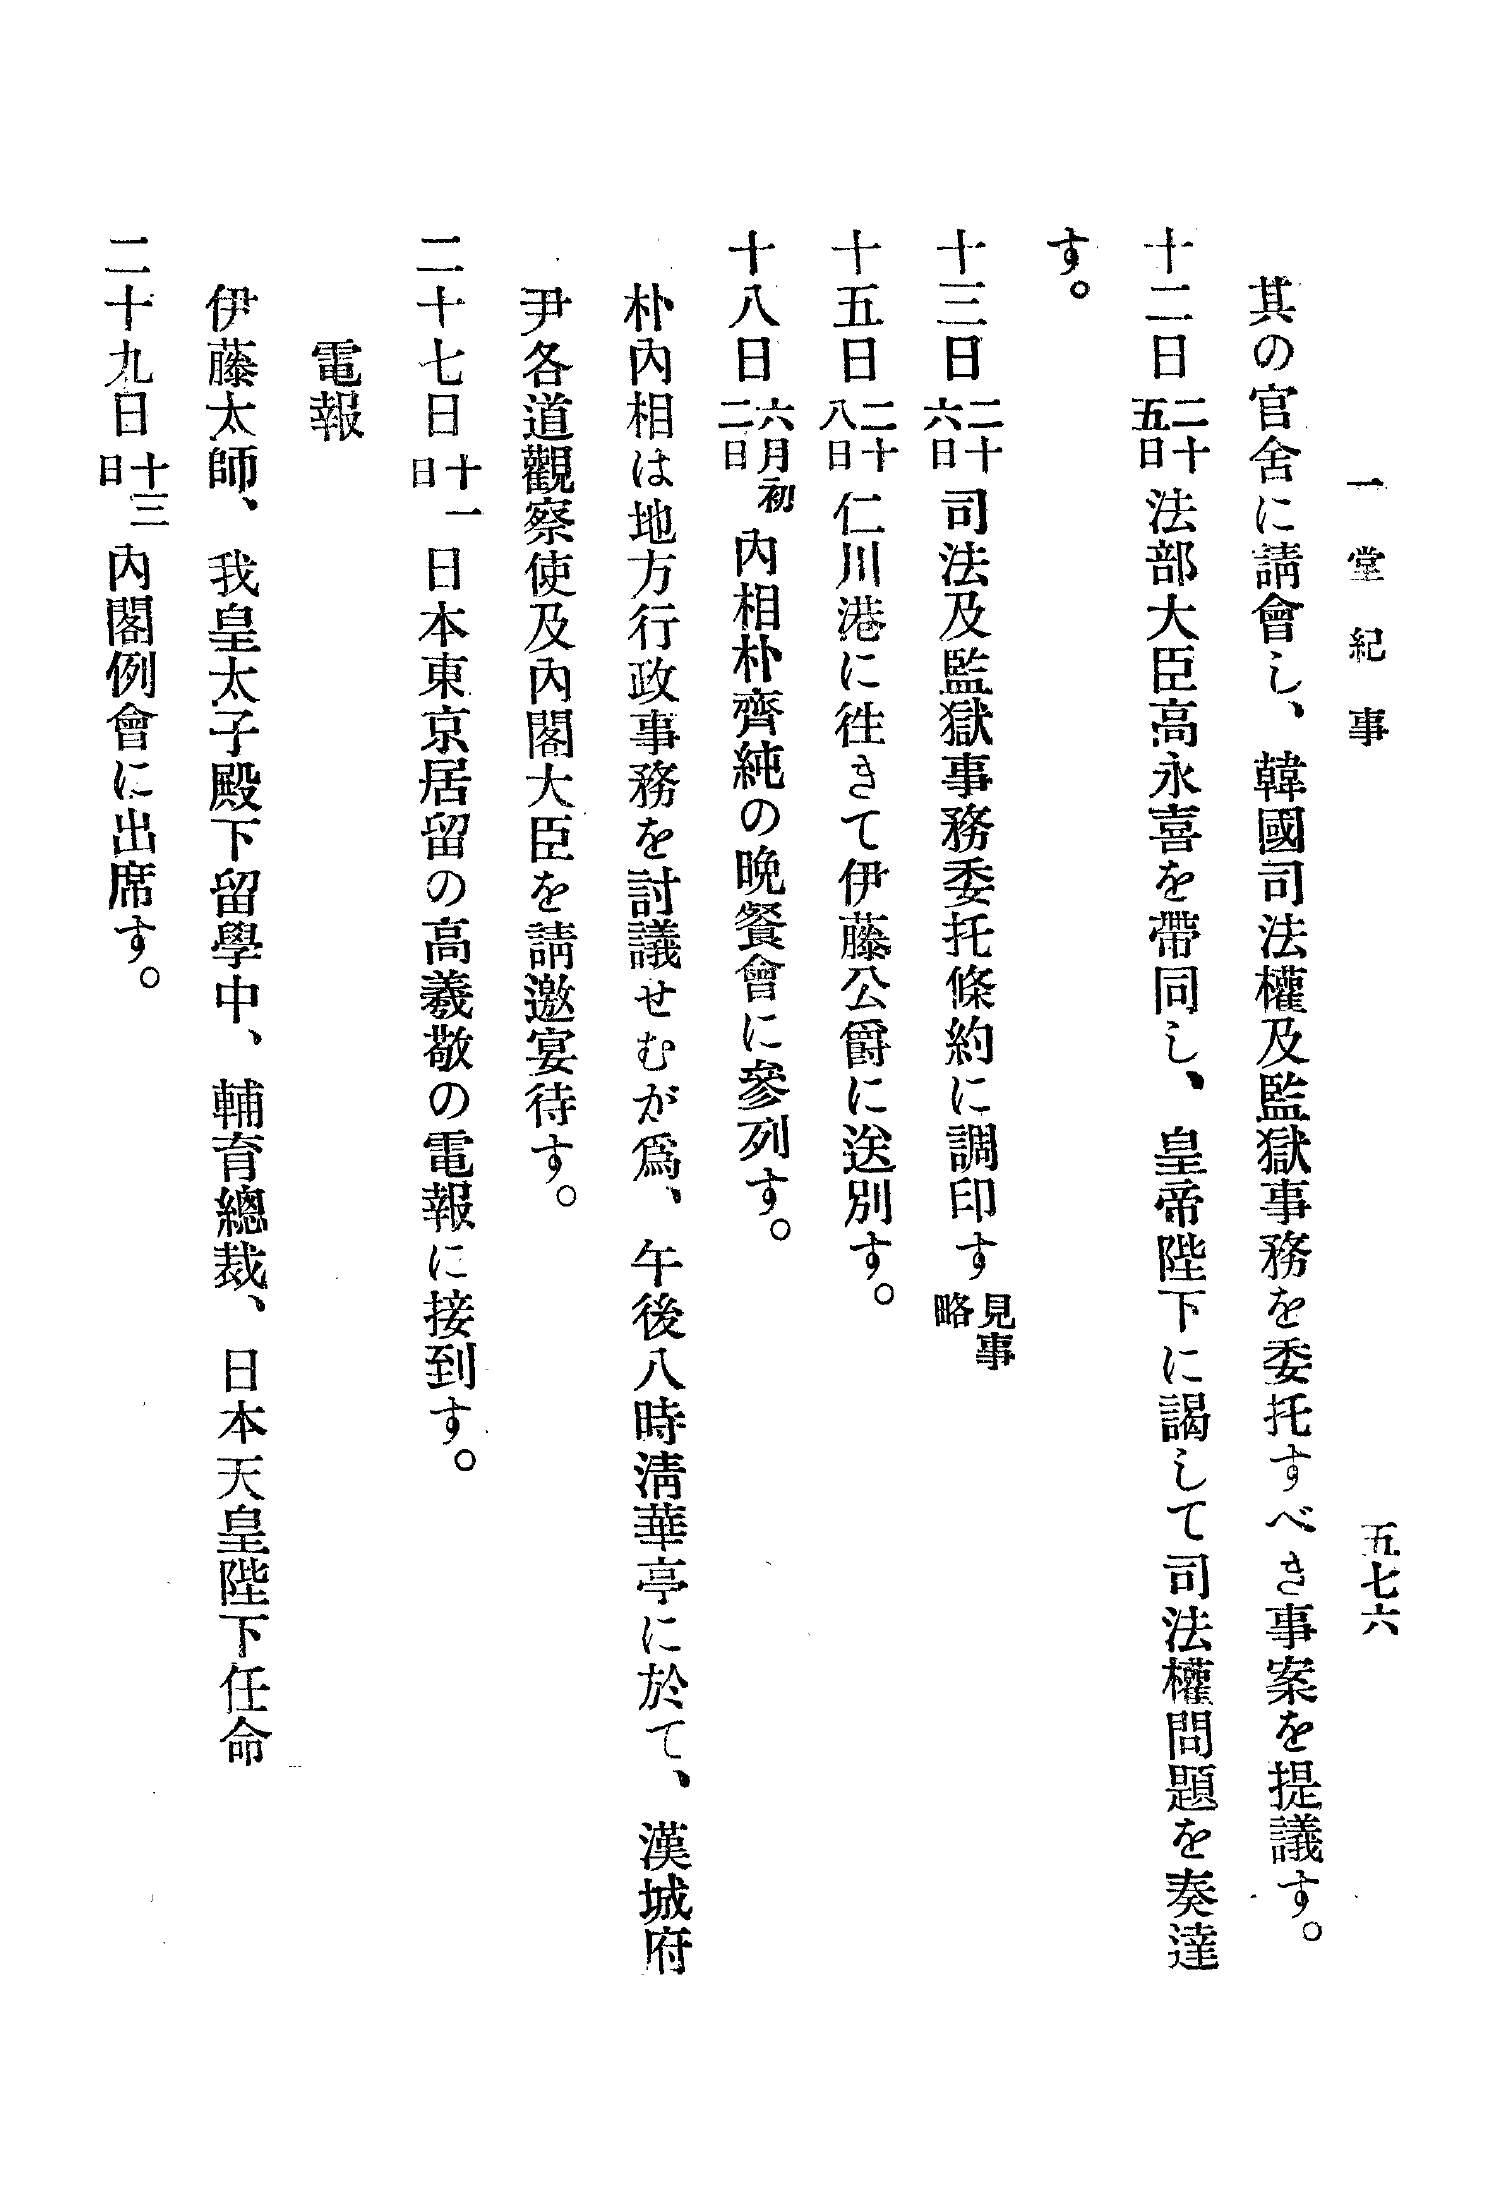 一堂紀事
五七六
其の官舍に請會し、韓國司法權及監獄事務を委托すべき事案を提議す。
十二日二十五日法部大臣高永喜を帶同し、皇帝陛下に謁して司法權問題を奏達
す。
十三日二十六日司法及監獄事務委托條約に調印す見事略
十五日二十八日仁川港に徃きて伊藤公爵に送別す。
十八日六月初二日內相朴齊純の晚餐會に參列す。
朴內相は地方行政事務を討議せむが爲、午後八時淸華亭に於て、漢城府
尹各道觀察使及內閣大臣を請邀宴待す。
二十七日十一日日本東京居留の高羲敬の電報に接到す。
電報
伊藤太師、我皇太子殿下留學中、輔育總裁、日本天皇陛下任命
二十九日十三日內閣例會に出席す。